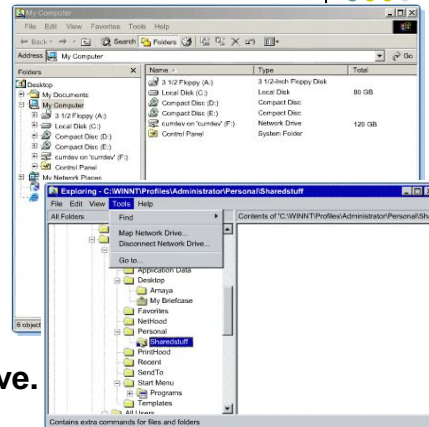 My Computer
File Edit View Favorites Tools Help
Back Search Folders
Address My Computer Go
Folders
Name Type Total
Desktop
My Documents
My Computer
3 1/2 Floppy (A:)
Local Disk (C:)
Compact Disc (D:)
Compact Disc (E:)
curndev on 'curndev' (F:)
Control Panel
My Network Places
3 1/2 Floppy (A:) 3 1/2-Inch Floppy Disk
Local Disk (C:) Local Disk 80 GB
Compact Disc (D:) Compact Disc
Compact Disc (E:) Compact Disc
curndev on 'curndev' (F:) Network Drive 120 GB
Control Panel System Folder
6 object
Exploring - C:\WINNT\Profiles\Administrator\Personal\Sharedstuff
File Edit View Tools Help
All Folders Contents of 'C:\WINNT\Profiles\Administrator\Personal\Sh
Find
Map Network Drive...
Disconnect Network Drive...
Go to...
Application Data
Desktop
Amaya
My Briefcase
Favorites
NetHood
Personal
Sharedstuff
PrintHood
Recent
SendTo
Start Menu
Programs
Templates
All Users
Contains extra commands for files and folders
ve.